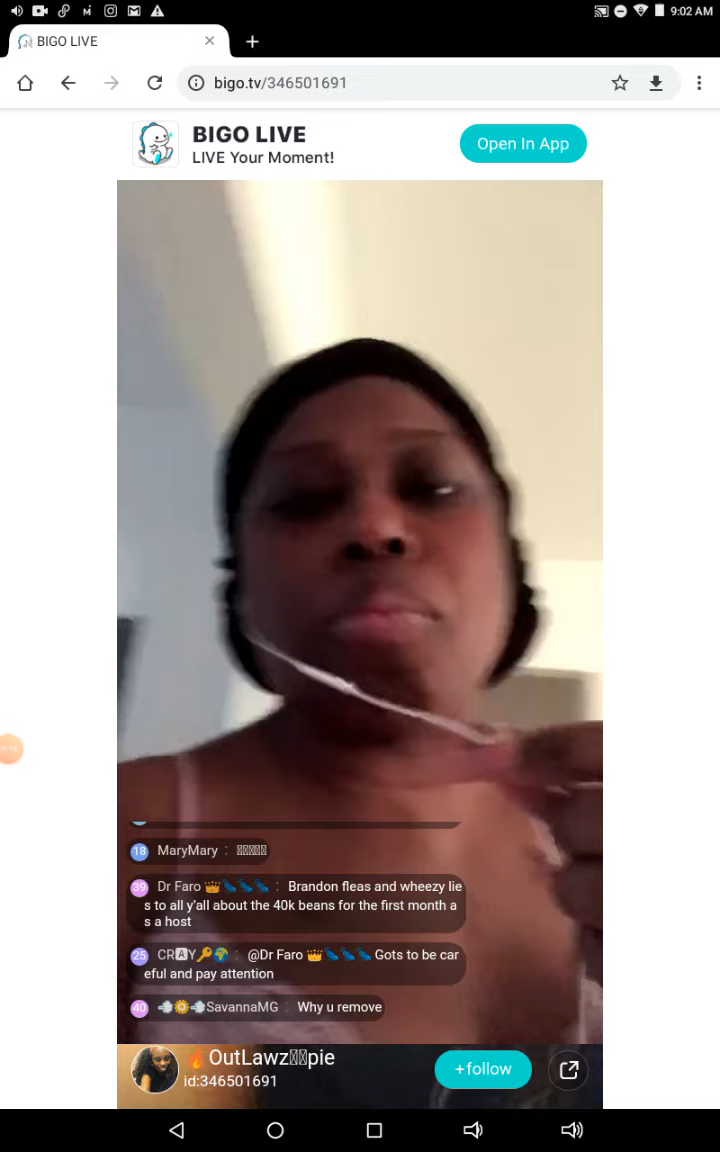 9:02 AM
BIGO LIVE
bigo.tv/346501691
BIGO LIVE
LIVE Your Moment!
Open In App
18 MaryMary :
39 Dr Faro 👑 : Brandon fleas and wheezy lie
s to all y'all about the 40k beans for the first month a
s a host
25 CR🅰Y🔑🌍 : @Dr Faro 👑 Gots to be car
eful and pay attention
40 💨🌼💨SavannaMG : Why u remove
🔥OutLawz pie
id:346501691
+follow